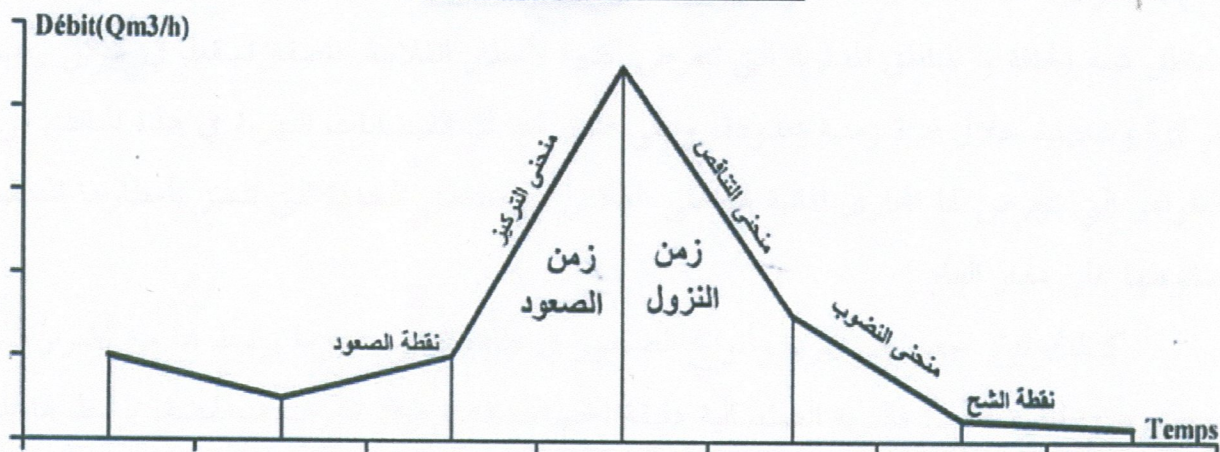 Débit(Qm3/h)
منحنى التركيز
منحنى التناقص
زمن
الصعود
زمن
النزول
نقطة الصعود
منحنى النضوب
نقطة الشح
Temps